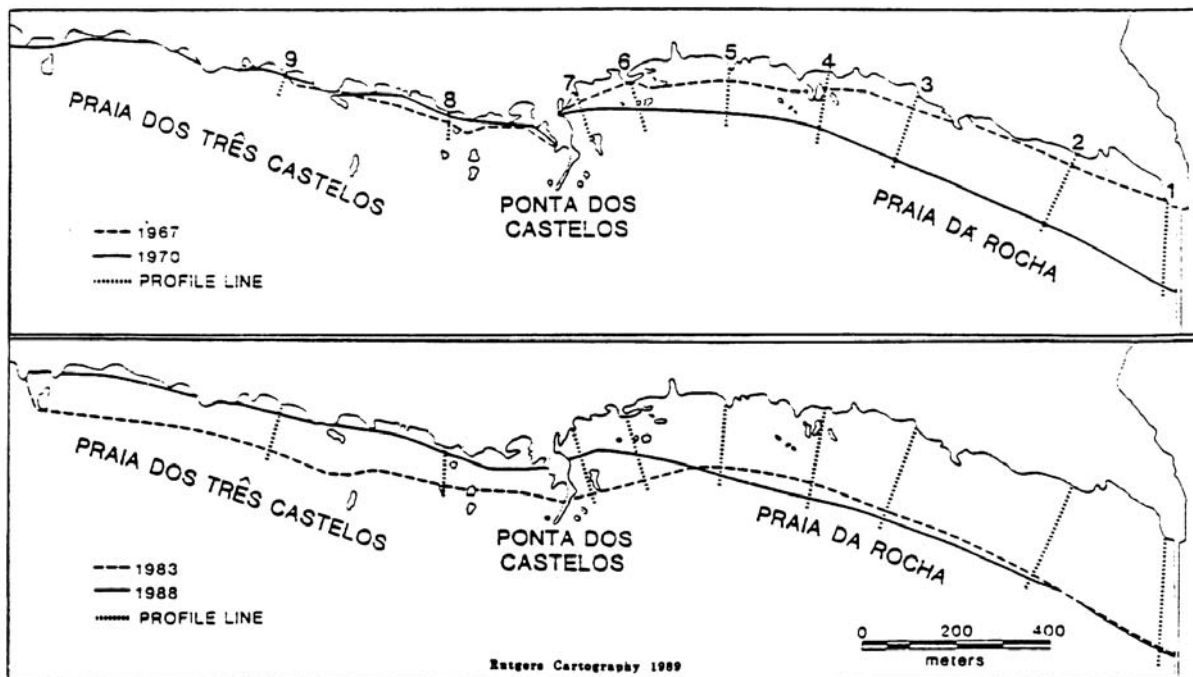 9
8
7
6
5
4
3
2
1
PRAIA DOS TRÊS CASTELOS
PONTA DOS
CASTELOS
PRAIA DA ROCHA
1967
1970
PROFILE LINE
PRAIA DOS TRÊS CASTELOS
PONTA DOS
CASTELOS
PRAIA DA ROCHA
1983
1988
PROFILE LINE
0 200 400
meters
Rutgers Cartography 1989